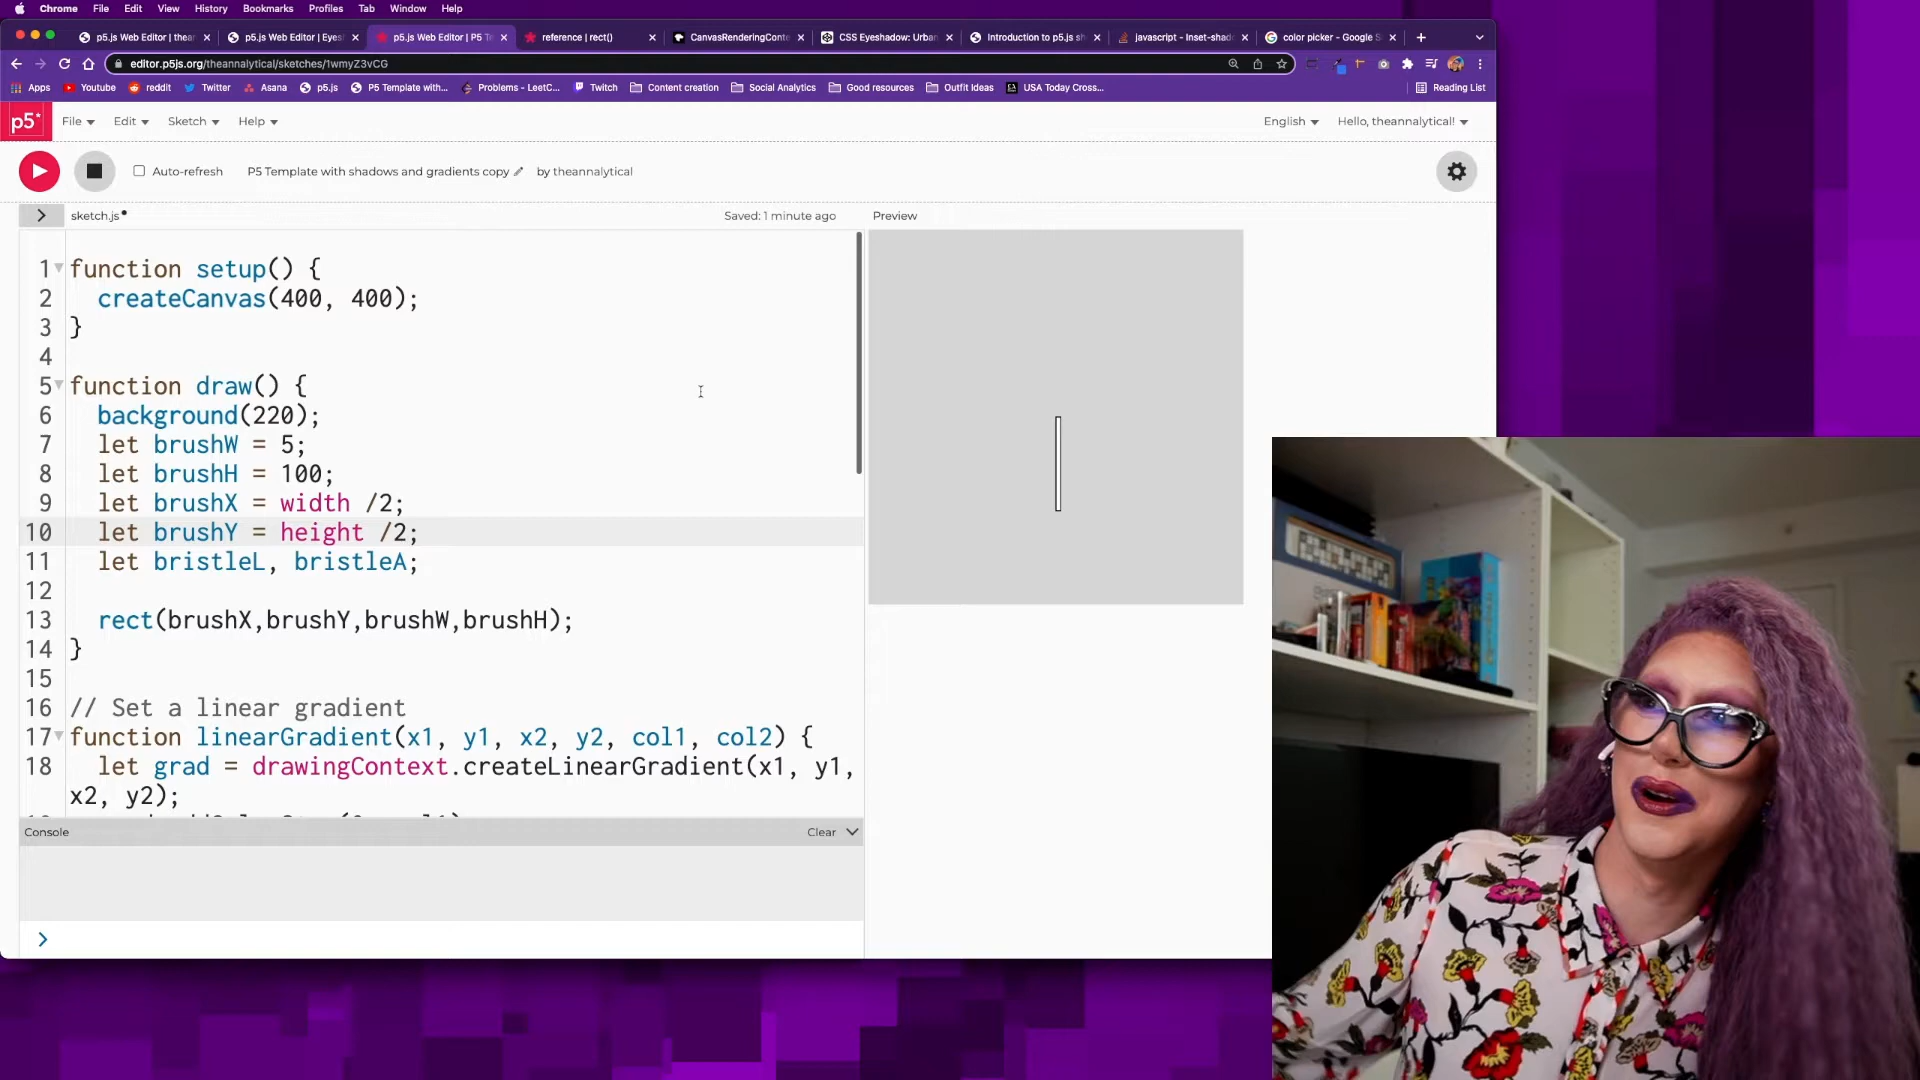 Chrome File Edit View History Bookmarks Profiles Tab Window Help
p5.js Web Editor | thear
p5.js Web Editor | Eyes
p5.js Web Editor | P5 Te
reference | rect()
CanvasRenderingConte
CSS Eyeshadow: Urban
Introduction to p5.js sh
javascript - Inset-shad
color picker - Google S
editor.p5js.org/theannalytical/sketches/1wmyZ3vCG
Apps Youtube reddit Twitter Asana p5.js P5 Template with... Problems - LeetC... Twitch Content creation Social Analytics Good resources Outfit Ideas USA Today Cross... Reading List
p5* File Edit Sketch Help English Hello, theannalytical!
Auto-refresh P5 Template with shadows and gradients copy by theannalytical
sketch.js Saved: 1 minute ago Preview
1 function setup() {
2 createCanvas(400, 400);
3 }
4
5 function draw() {
6 background(220);
7 let brushW = 5;
8 let brushH = 100;
9 let brushX = width /2;
10 let brushY = height /2;
11 let bristleL, bristleA;
12
13 rect(brushX,brushY,brushW,brushH);
14 }
15
16 // Set a linear gradient
17 function linearGradient(x1, y1, x2, y2, col1, col2) {
18 let grad = drawingContext.createLinearGradient(x1, y1,
x2, y2);
Console Clear